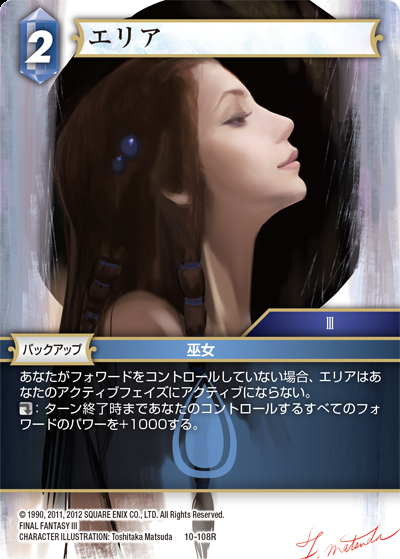 2
エリア
III
バックアップ
巫女
あなたがフォワードをコントロールしていない場合、エリアはあ
なたのアクティブフェイズにアクティブにならない。
：ターン終了時まであなたのコントロールするすべてのフォ
ワードのパワーを+1000する。
© 1990, 2011, 2012 SQUARE ENIX CO., LTD. All Rights Reserved.
FINAL FANTASY III
CHARACTER ILLUSTRATION: Toshitaka Matsuda
10-108R
T. Matsuda